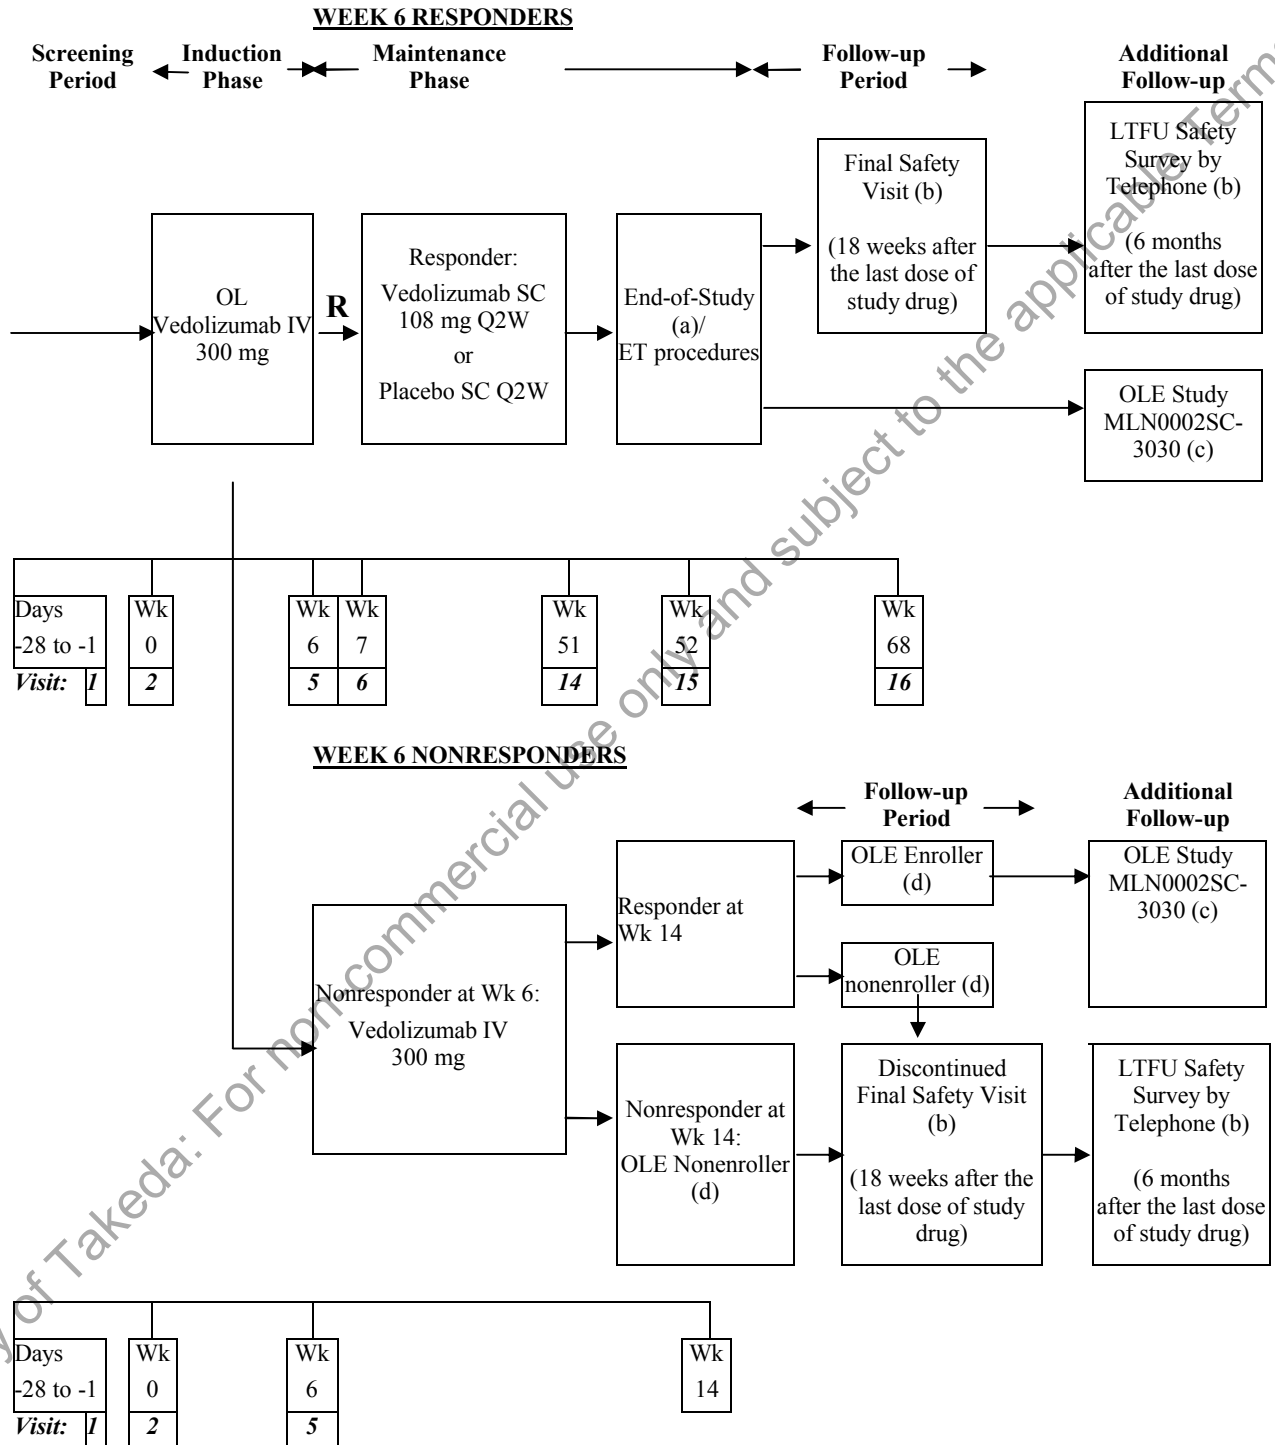 WEEK 6 RESPONDERS
Screening Period
Induction Phase
Maintenance Phase
Follow-up Period
Additional Follow-up
OL
Vedolizumab IV
300 mg
R
Responder:
Vedolizumab SC
108 mg Q2W
or
Placebo SC Q2W
End-of-Study
(a)/
ET procedures
Final Safety
Visit (b)
(18 weeks after
the last dose of
study drug)
LTFU Safety
Survey by
Telephone (b)
(6 months
after the last dose
of study drug)
OLE Study
MLN0002SC-
3030 (c)
Days Wk Wk Wk Wk Wk Wk
-28 to -1 0 6 7 51 52 68
Visit: 1 2 5 6 14 15 16
WEEK 6 NONRESPONDERS
Follow-up Period
Additional Follow-up
Nonresponder at Wk 6:
Vedolizumab IV
300 mg
Responder at
Wk 14
OLE Enroller
(d)
OLE Study
MLN0002SC-
3030 (c)
OLE
nonenroller (d)
Nonresponder at
Wk 14:
OLE Nonenroller
(d)
Discontinued
Final Safety Visit
(b)
(18 weeks after the
last dose of study
drug)
LTFU Safety
Survey by
Telephone (b)
(6 months
after the last dose
of study drug)
Days Wk Wk Wk
-28 to -1 0 6 14
Visit: 1 2 5
of Takeda: For non-commercial use only and subject to the applicable